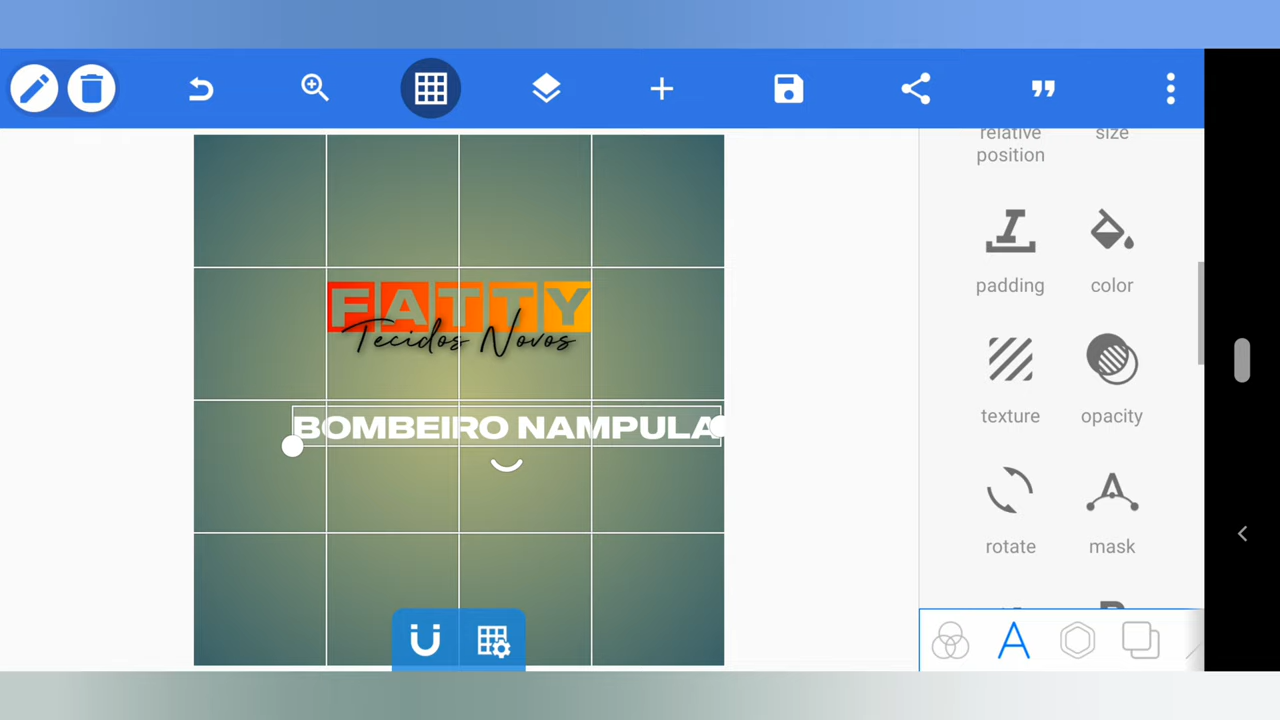 relative
position
size
padding
color
texture
opacity
rotate
mask
FATTY
Tecidos Novos
BOMBEIRO NAMPULA